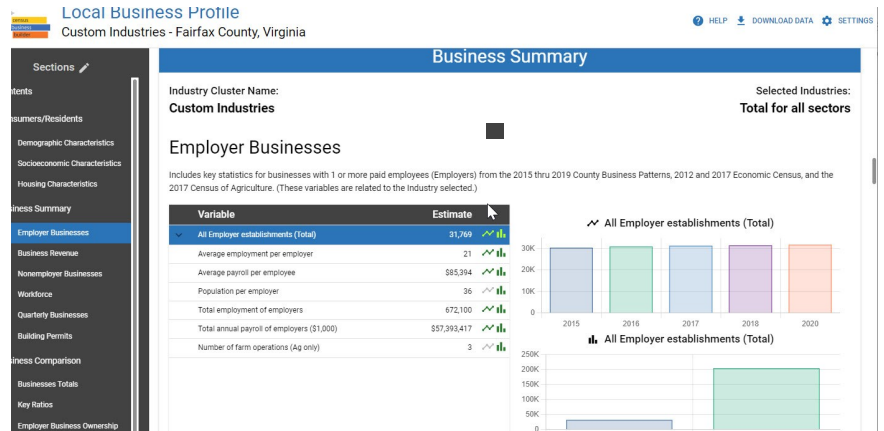 census
business
builder
Local Business Profile
Custom Industries - Fairfax County, Virginia
HELP
DOWNLOAD DATA
SETTINGS
Sections
ntents
nsumers/Residents
Demographic Characteristics
Socioeconomic Characteristics
Housing Characteristics
siness Summary
Employer Businesses
Business Revenue
Nonemployer Businesses
Workforce
Quarterly Businesses
Building Permits
siness Comparison
Businesses Totals
Key Ratios
Employer Business Ownership
Business Summary
Industry Cluster Name:
Custom Industries
Selected Industries:
Total for all sectors
Employer Businesses
Includes key statistics for businesses with 1 or more paid employees (Employers) from the 2015 thru 2019 County Business Patterns, 2012 and 2017 Economic Census, and the
2017 Census of Agriculture. (These variables are related to the Industry selected.)
Variable Estimate
All Employer establishments (Total) 31,769
Average employment per employer 21
Average payroll per employee $85,394
Population per employer 36
Total employment of employers 672,100
Total annual payroll of employers ($1,000) $57,393,417
Number of farm operations (Ag only) 3
All Employer establishments (Total)
30K
20K
10K
0
2015 2016 2017 2018 2020
All Employer establishments (Total)
250K
200K
150K
100K
50K
0